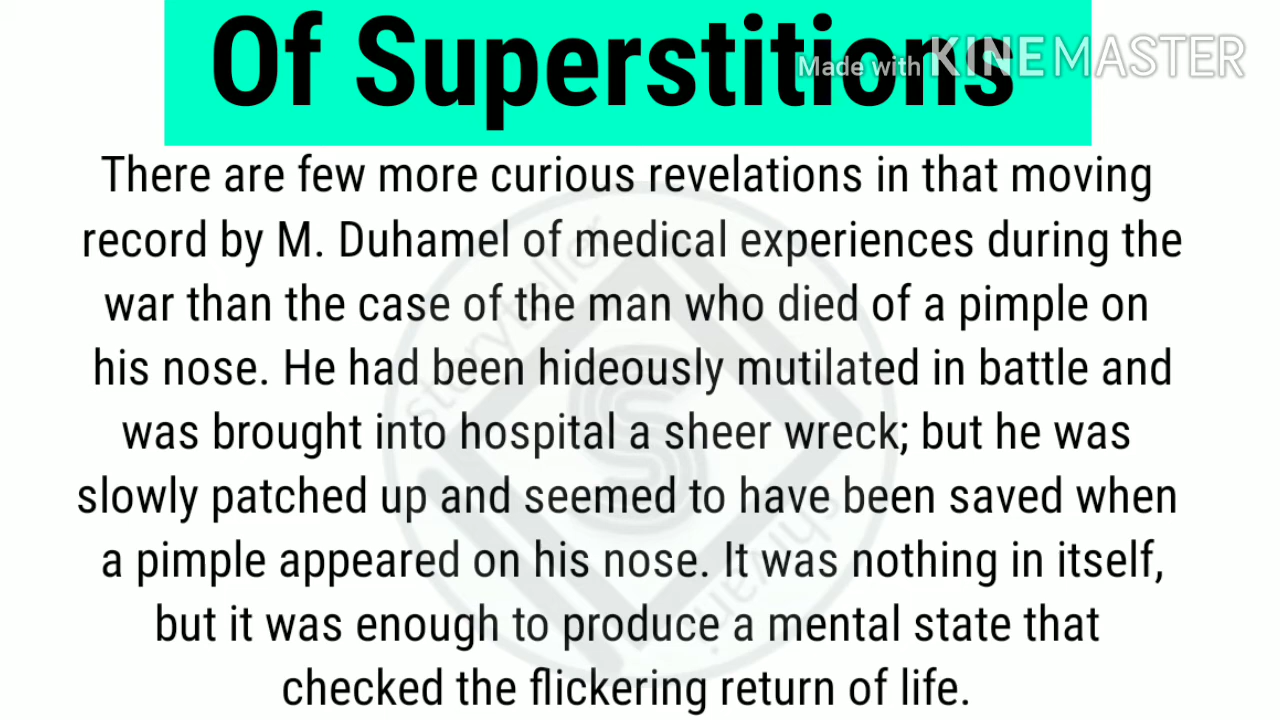 Of Superstitions
Made with KINEMASTER
There are few more curious revelations in that moving
record by M. Duhamel of medical experiences during the
war than the case of the man who died of a pimple on
his nose. He had been hideously mutilated in battle and
was brought into hospital a sheer wreck; but he was
slowly patched up and seemed to have been saved when
a pimple appeared on his nose. It was nothing in itself,
but it was enough to produce a mental state that
checked the flickering return of life.
storyteller
shivani